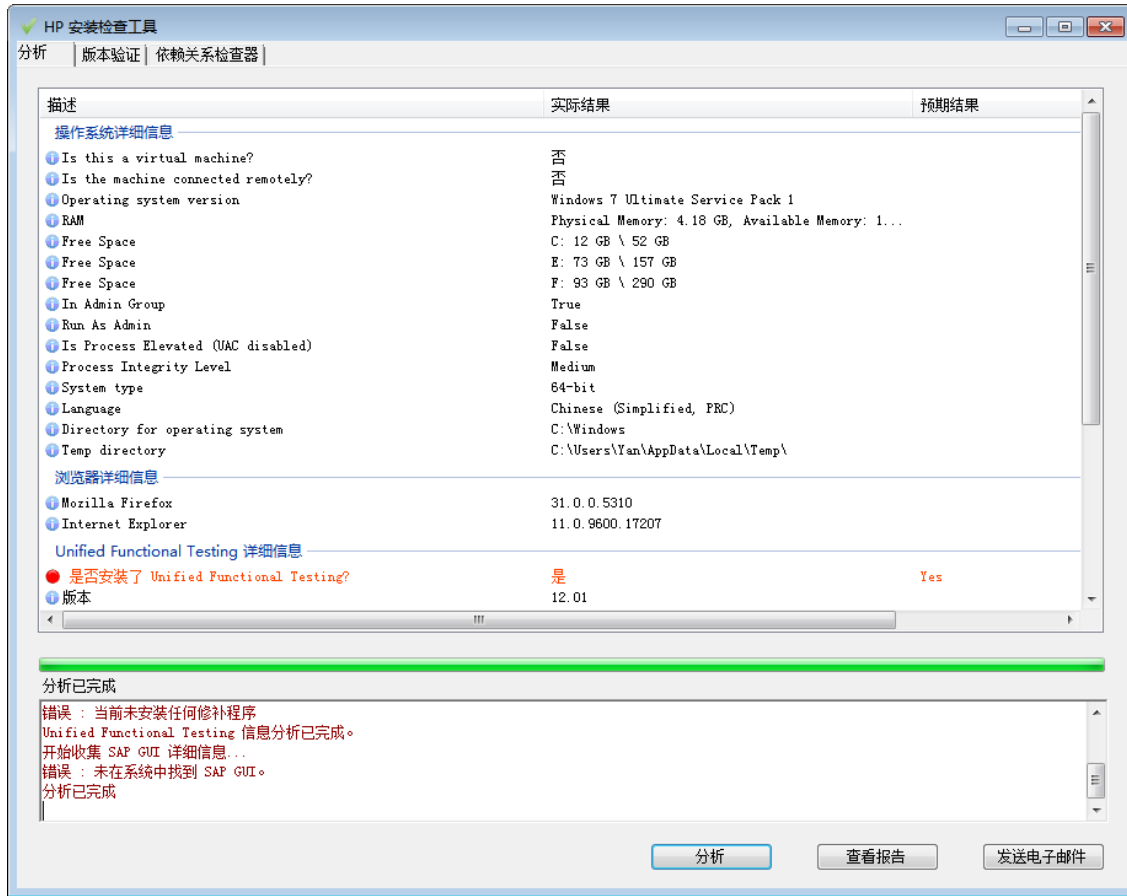 HP 安装检查工具
分析 版本验证 依赖关系检查器
描述 实际结果 预期结果
操作系统详细信息
Is this a virtual machine? 否
Is the machine connected remotely? 否
Operating system version Windows 7 Ultimate Service Pack 1
RAM Physical Memory: 4.18 GB, Available Memory: 1...
Free Space C: 12 GB \ 52 GB
Free Space E: 73 GB \ 157 GB
Free Space F: 93 GB \ 290 GB
In Admin Group True
Run As Admin False
Is Process Elevated (UAC disabled) False
Process Integrity Level Medium
System type 64-bit
Language Chinese (Simplified, PRC)
Directory for operating system C:\Windows
Temp directory C:\Users\Yan\AppData\Local\Temp\
浏览器详细信息
Mozilla Firefox 31.0.0.5310
Internet Explorer 11.0.9600.17207
Unified Functional Testing 详细信息
是否安装了 Unified Functional Testing? 是 Yes
版本 12.01
分析已完成
错误 : 当前未安装任何修补程序
Unified Functional Testing 信息分析已完成。
开始收集 SAP GUI 详细信息...
错误 : 未在系统中找到 SAP GUI。
分析已完成
分析 查看报告 发送电子邮件